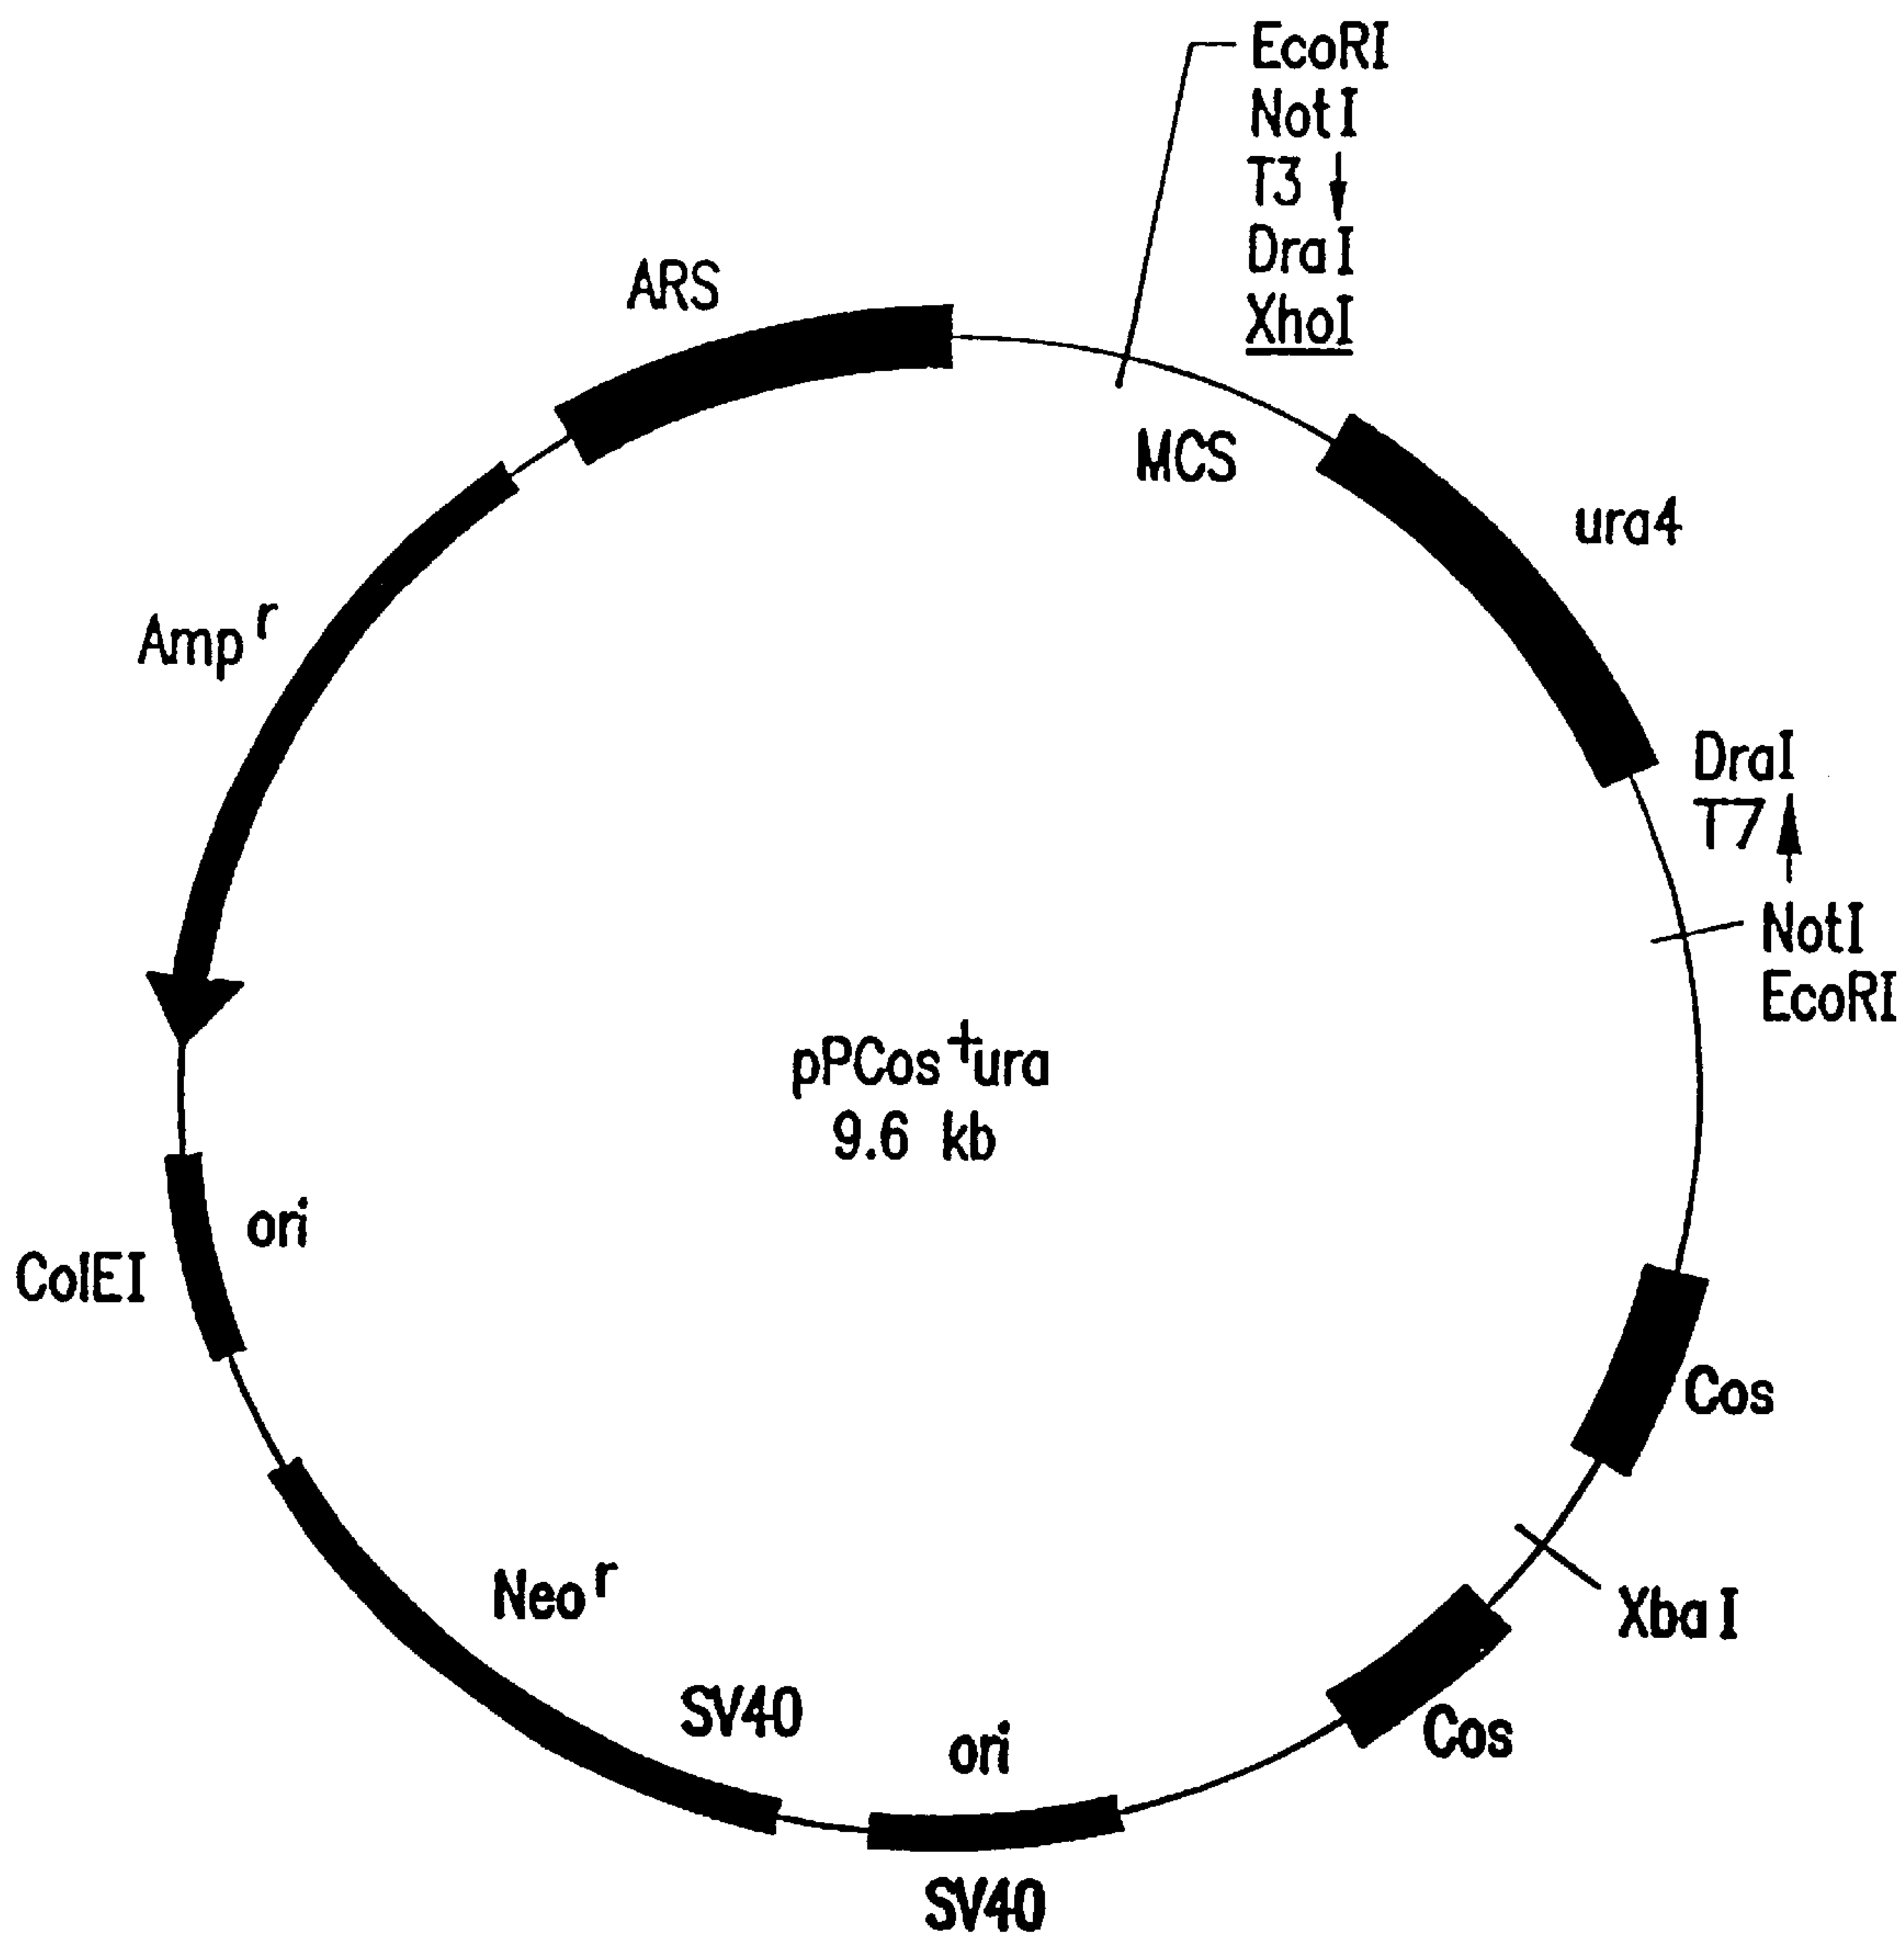 EcoRI
NotI
T3
DraI
XhoI
ARS
MCS
ura4
Amp^r
DraI
T7
NotI
EcoRI
pPCos+ura
9.6 kb
ori
ColEI
Cos
XbaI
Neo^r
SV40
ori
Cos
SV40